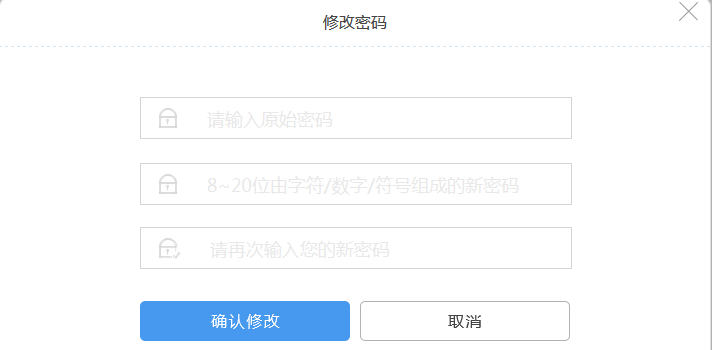 修改密码
请输入原始密码
8~20位由字符/数字/符号组成的新密码
请再次输入您的新密码
确认修改
取消